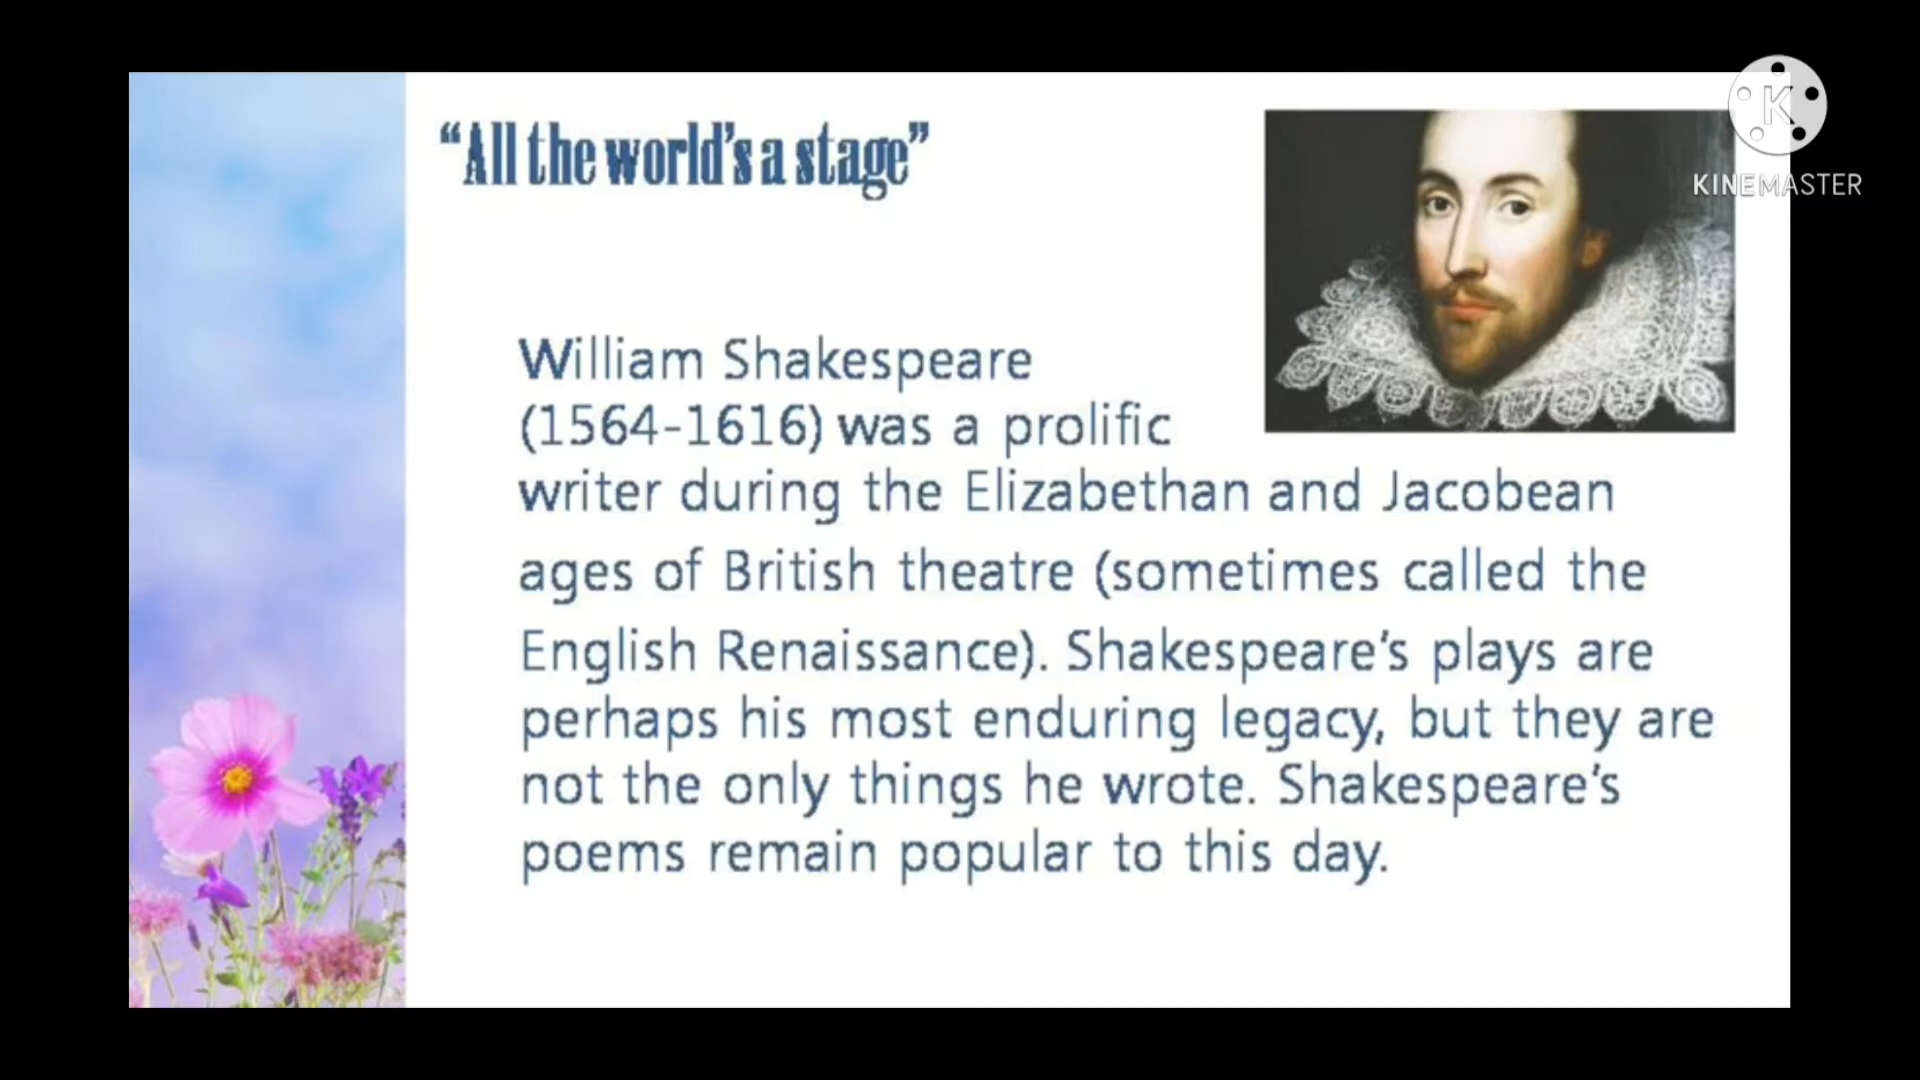 “All the world’s a stage”
KINEMASTER
William Shakespeare
(1564-1616) was a prolific
writer during the Elizabethan and Jacobean
ages of British theatre (sometimes called the
English Renaissance). Shakespeare’s plays are
perhaps his most enduring legacy, but they are
not the only things he wrote. Shakespeare’s
poems remain popular to this day.